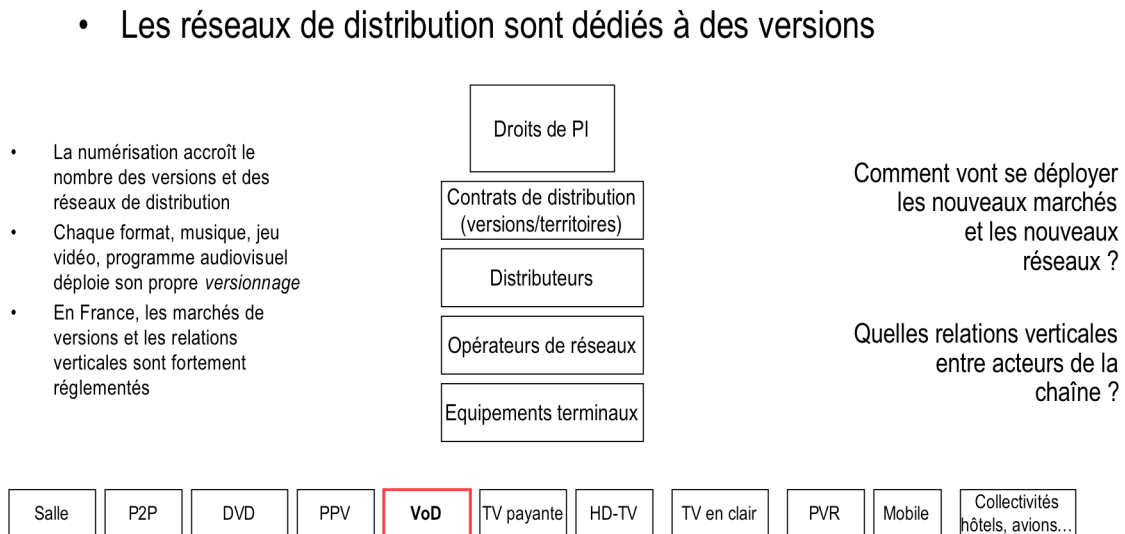 • Les réseaux de distribution sont dédiés à des versions
Droits de PI
Contrats de distribution
(versions/territoires)
Distributeurs
Opérateurs de réseaux
Equipements terminaux
• La numérisation accroît le
nombre des versions et des
réseaux de distribution
• Chaque format, musique, jeu
vidéo, programme audiovisuel
déploie son propre versionnage
• En France, les marchés de
versions et les relations
verticales sont fortement
réglementés
Comment vont se déployer
les nouveaux marchés
et les nouveaux
réseaux ?
Quelles relations verticales
entre acteurs de la
chaîne ?
Salle
P2P
DVD
PPV
VoD
TV payante
HD-TV
TV en clair
PVR
Mobile
Collectivités
hôtels, avions…